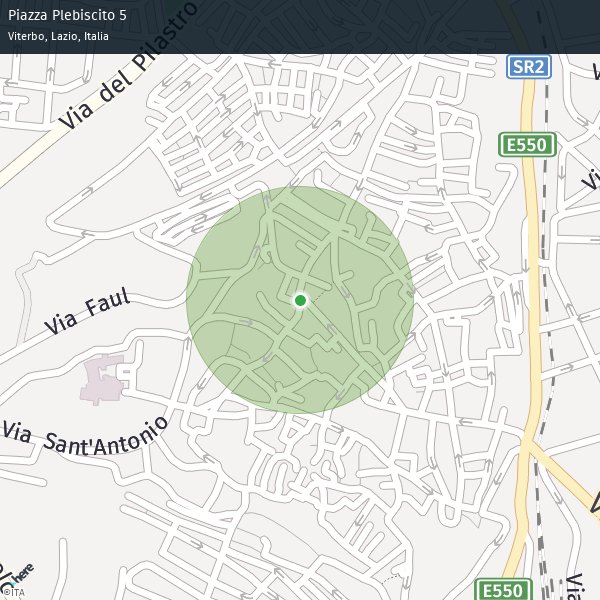 Piazza Plebiscito 5
Viterbo, Lazio, Italia
Via del Pilastro
SR2
E550
Via Faul
Via Sant'Antonio
E550
Via
here
©ITA